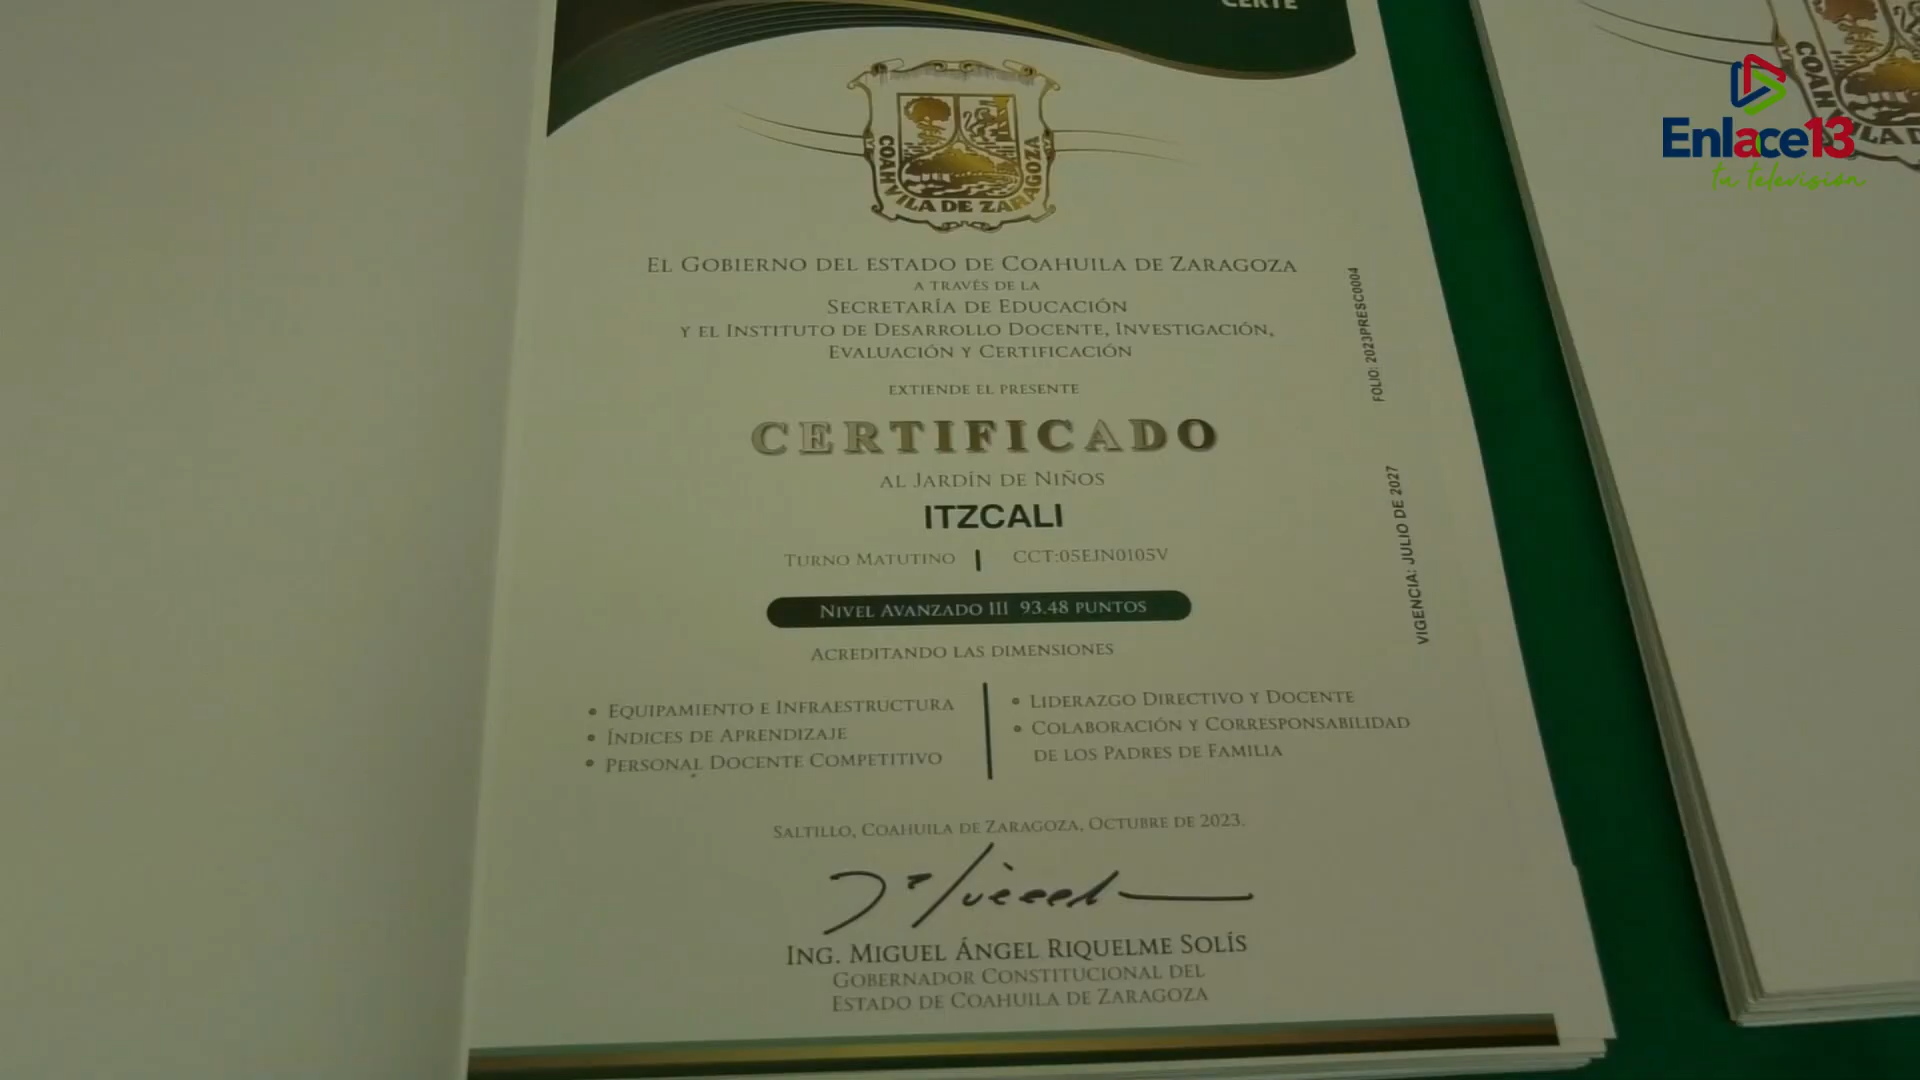 CERTE
COAHVILA DE ZARAGOZA
EL GOBIERNO DEL ESTADO DE COAHUILA DE ZARAGOZA
A TRAVÉS DE LA
SECRETARÍA DE EDUCACIÓN
Y EL INSTITUTO DE DESARROLLO DOCENTE, INVESTIGACIÓN,
EVALUACIÓN Y CERTIFICACIÓN
EXTIENDE EL PRESENTE
CERTIFICADO
AL JARDÍN DE NIÑOS
ITZCALI
TURNO MATUTINO | CCT:05EJN0105V
NIVEL AVANZADO III 93.48 PUNTOS
ACREDITANDO LAS DIMENSIONES
• EQUIPAMIENTO E INFRAESTRUCTURA
• ÍNDICES DE APRENDIZAJE
• PERSONAL DOCENTE COMPETITIVO
• LIDERAZGO DIRECTIVO Y DOCENTE
• COLABORACIÓN Y CORRESPONSABILIDAD
DE LOS PADRES DE FAMILIA
SALTILLO, COAHUILA DE ZARAGOZA, OCTUBRE DE 2023.
ING. MIGUEL ÁNGEL RIQUELME SOLÍS
GOBERNADOR CONSTITUCIONAL DEL
ESTADO DE COAHUILA DE ZARAGOZA
FOLIO: 2023PRESC0004
VIGENCIA: JULIO DE 2027
Enlace13
tu televisión